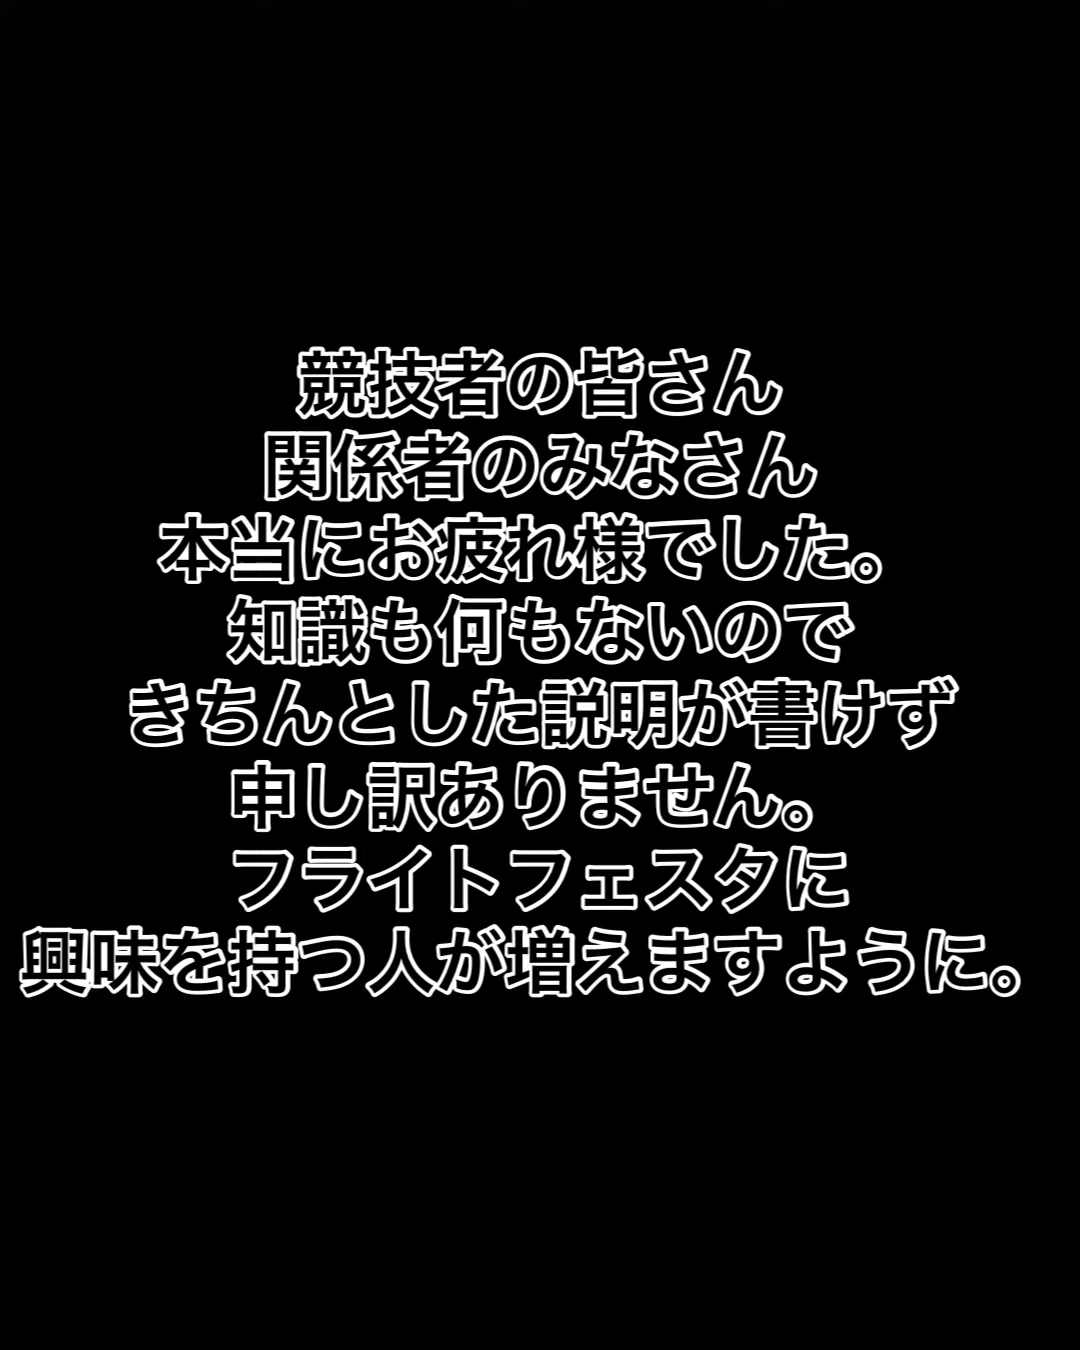 競技者の皆さん
関係者のみなさん
本当にお疲れ様でした。
知識も何もないので
きちんとした説明が書けず
申し訳ありません。
フライトフェスタに
興味を持つ人が増えますように。